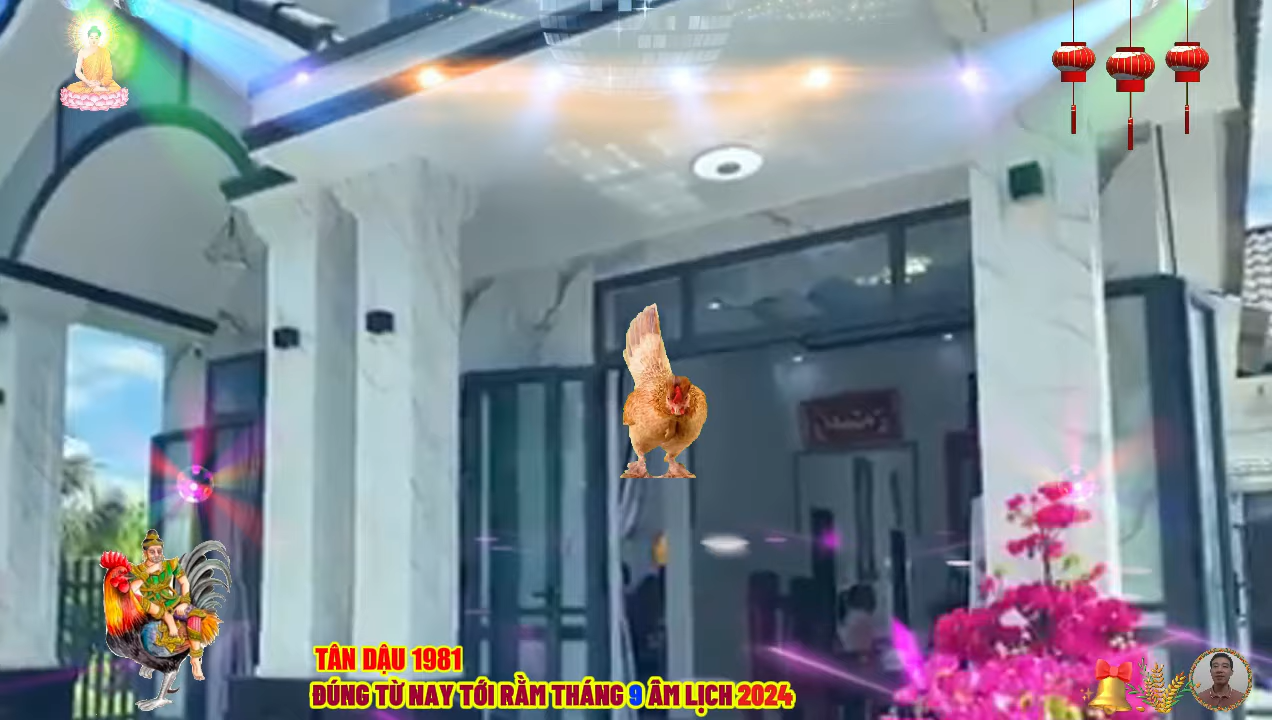 TÂN DẬU 1981
ĐÚNG TỪ NAY TỚI RẰM THÁNG 9 ÂM LỊCH 2024